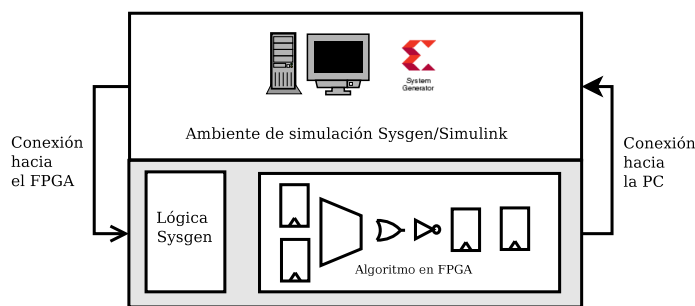 System
Generator
Ambiente de simulación Sysgen/Simulink
Conexión
hacia
el FPGA
Conexión
hacia
la PC
Lógica
Sysgen
Algoritmo en FPGA